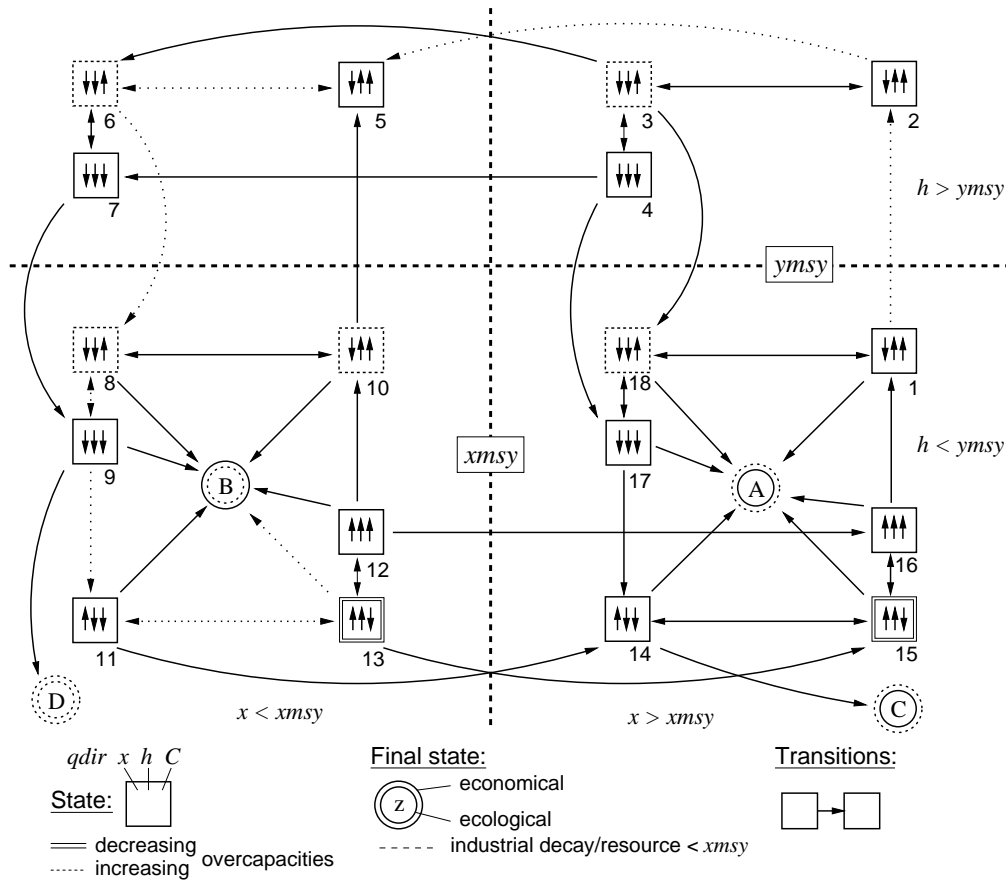 6 5 3 2
7 4
h > ymsy
ymsy
8 10 18 1
h < ymsy
9 17
xmsy
B A
12 16
11 13 14 15
D C
x < xmsy x > xmsy
qdir x h C
State:
decreasing
increasing
overcapacities
Final state:
z
economical
ecological
industrial decay/resource < xmsy
Transitions: